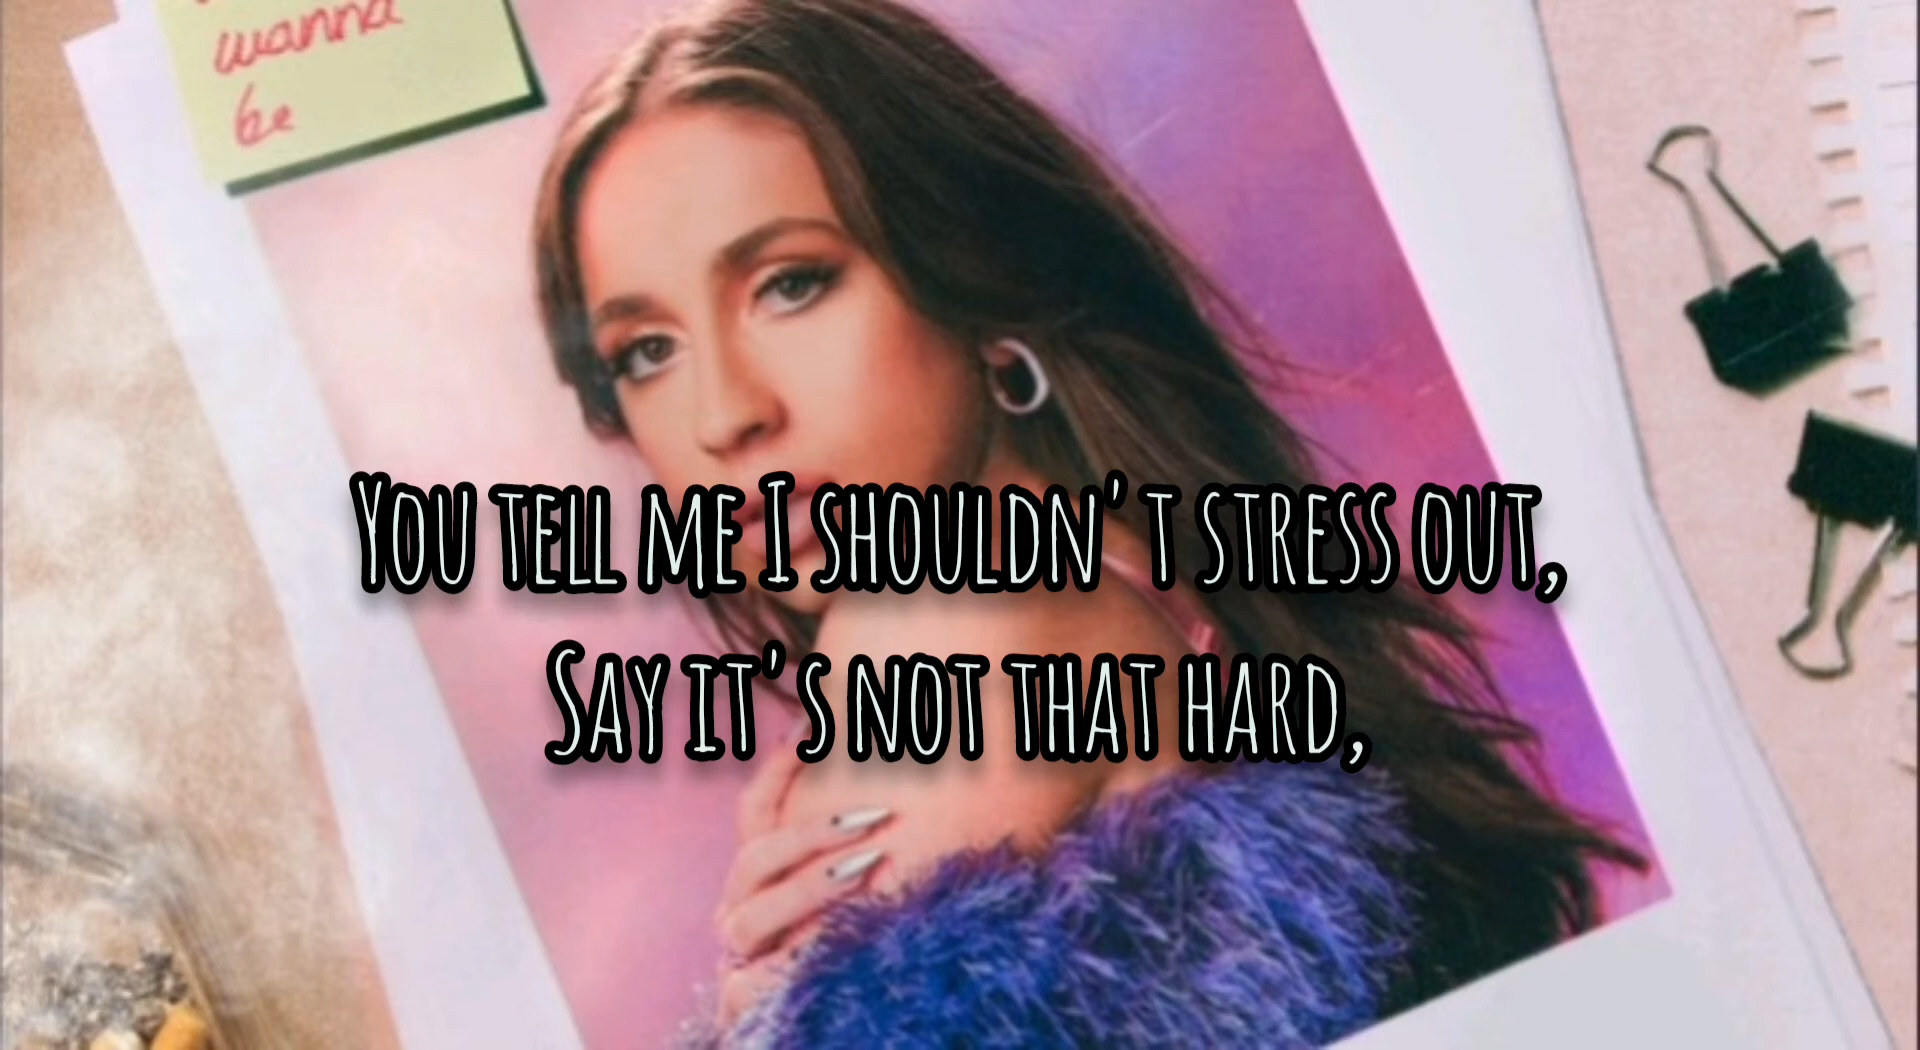 wanna
be
You tell me I shouldn't stress out,
Say it's not that hard,